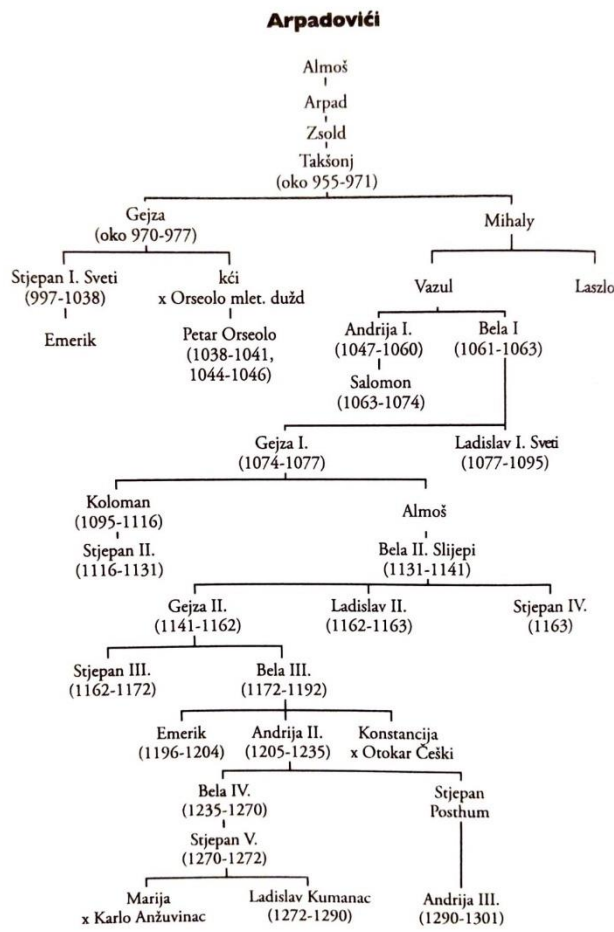 Arpadovići
Almoš
Arpad
Zsold
Takšonj
(oko 955-971)
Gejza
(oko 970-977)
Mihaly
Stjepan I. Sveti
(997-1038)
kći
x Orseolo mlet. dužd
Vazul
Laszlo
Emerik
Petar Orseolo
(1038-1041,
1044-1046)
Andrija I.
(1047-1060)
Bela I
(1061-1063)
Salomon
(1063-1074)
Gejza I.
(1074-1077)
Ladislav I. Sveti
(1077-1095)
Koloman
(1095-1116)
Almoš
Stjepan II.
(1116-1131)
Bela II. Slijepi
(1131-1141)
Gejza II.
(1141-1162)
Ladislav II.
(1162-1163)
Stjepan IV.
(1163)
Stjepan III.
(1162-1172)
Bela III.
(1172-1192)
Emerik
(1196-1204)
Andrija II.
(1205-1235)
Konstancija
x Otokar Češki
Bela IV.
(1235-1270)
Stjepan
Posthum
Stjepan V.
(1270-1272)
Marija
x Karlo Anžuvinac
Ladislav Kumanac
(1272-1290)
Andrija III.
(1290-1301)